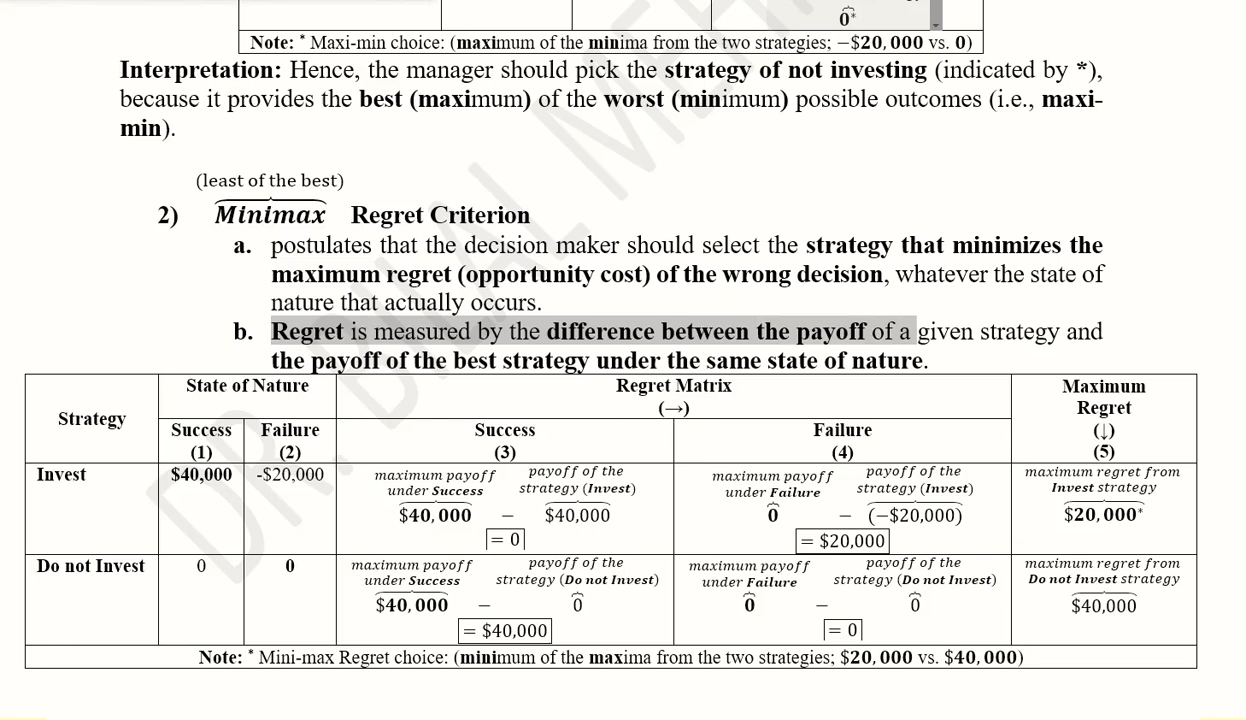 0*
Note: * Maxi-min choice: (maximum of the minima from the two strategies; −$20, 000 vs. 0)
Interpretation: Hence, the manager should pick the strategy of not investing (indicated by *),
because it provides the best (maximum) of the worst (minimum) possible outcomes (i.e., maxi-
min).
(least of the best)
2) Minimax Regret Criterion
a. postulates that the decision maker should select the strategy that minimizes the
maximum regret (opportunity cost) of the wrong decision, whatever the state of
nature that actually occurs.
b. Regret is measured by the difference between the payoff of a given strategy and
the payoff of the best strategy under the same state of nature.
Strategy
State of Nature
Regret Matrix
(→)
Maximum
Regret
(↓)
(5)
Success
(1)
Failure
(2)
Success
(3)
Failure
(4)
Invest
$40,000
-$20,000
maximum payoff
under Success
payoff of the
strategy (Invest)
$40, 000 − $40,000
= 0
maximum payoff
under Failure
payoff of the
strategy (Invest)
0 − (−$20,000)
= $20,000
maximum regret from
Invest strategy
$20, 000*
Do not Invest
0
0
maximum payoff
under Success
payoff of the
strategy (Do not Invest)
$40, 000 − 0
= $40,000
maximum payoff
under Failure
payoff of the
strategy (Do not Invest)
0 − 0
= 0
maximum regret from
Do not Invest strategy
$40,000
Note: * Mini-max Regret choice: (minimum of the maxima from the two strategies; $20, 000 vs. $40, 000)